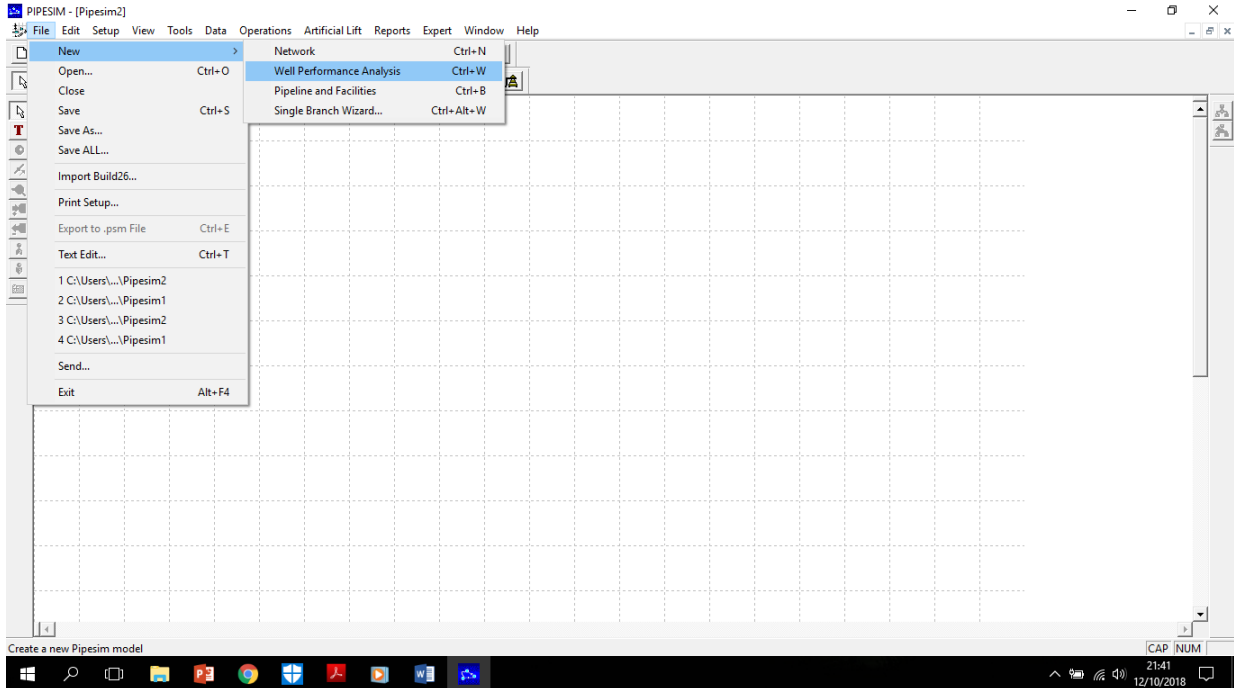 PIPESIM - [Pipesim2]
File Edit Setup View Tools Data Operations Artificial Lift Reports Expert Window Help
New
Open... Ctrl+O
Close
Save Ctrl+S
Save As...
Save ALL...
Import Build26...
Print Setup...
Export to .psm File Ctrl+E
Text Edit... Ctrl+T
1 C:\Users\...\Pipesim2
2 C:\Users\...\Pipesim1
3 C:\Users\...\Pipesim2
4 C:\Users\...\Pipesim1
Send...
Exit Alt+F4
Network Ctrl+N
Well Performance Analysis Ctrl+W
Pipeline and Facilities Ctrl+B
Single Branch Wizard... Ctrl+Alt+W
T
Create a new Pipesim model
CAP NUM
21:41
12/10/2018